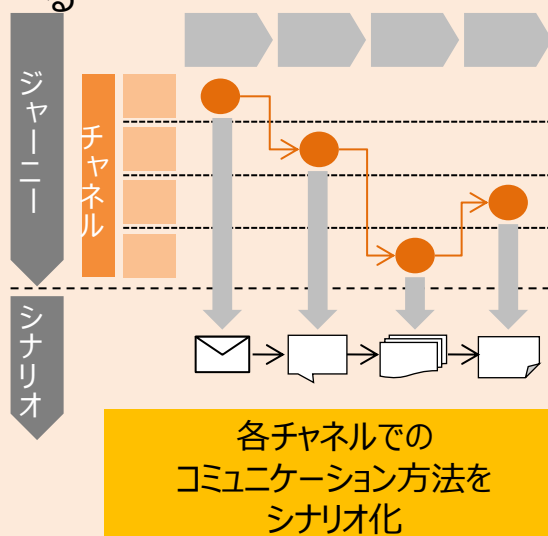 る
ジャーニー
チャネル
シナリオ
各チャネルでの
コミュニケーション方法を
シナリオ化